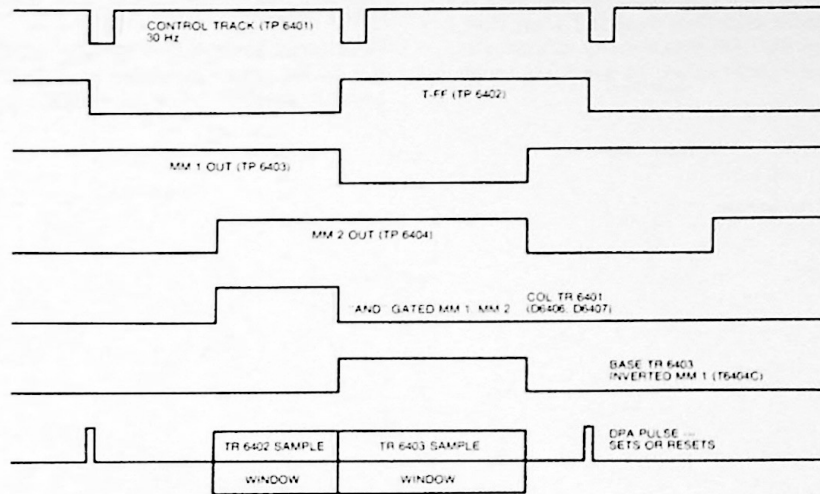 CONTROL TRACK (TP 6401)
30 Hz
T-FF (TP 6402)
MM 1 OUT (TP 6403)
MM 2 OUT (TP 6404)
"AND" GATED MM 1, MM 2
COL TR 6401
(D6406, D6407)
BASE TR 6403
INVERTED MM 1 (T6404C)
TR 6402 SAMPLE
TR 6403 SAMPLE
DPA PULSE —
SETS OR RESETS
WINDOW
WINDOW